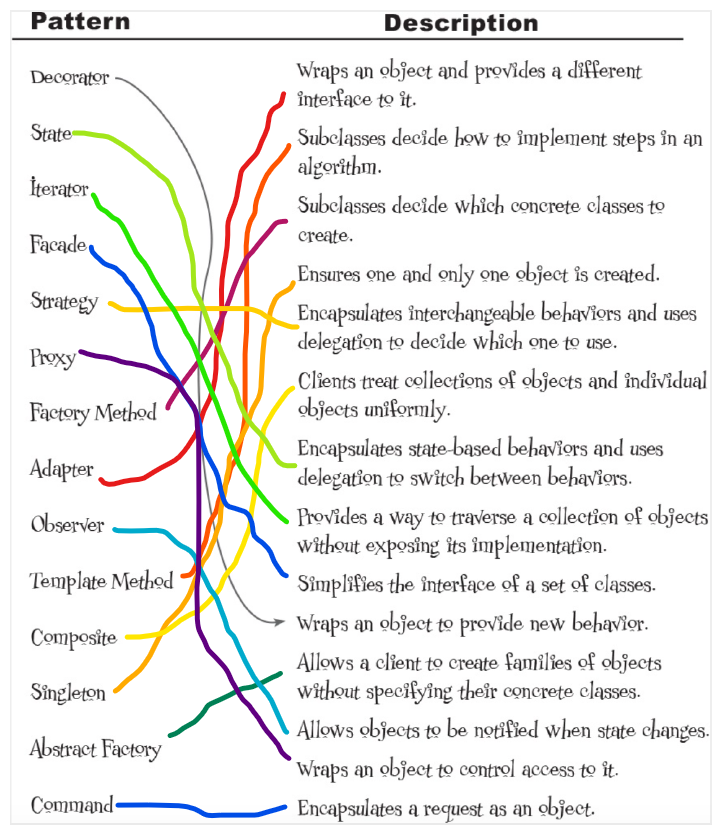 Pattern
Description
Decorator
State
Iterator
Facade
Strategy
Proxy
Factory Method
Adapter
Observer
Template Method
Composite
Singleton
Abstract Factory
Command
Wraps an object and provides a different
interface to it.
Subclasses decide how to implement steps in an
algorithm.
Subclasses decide which concrete classes to
create.
Ensures one and only one object is created.
Encapsulates interchangeable behaviors and uses
delegation to decide which one to use.
Clients treat collections of objects and individual
objects uniformly.
Encapsulates state-based behaviors and uses
delegation to switch between behaviors.
Provides a way to traverse a collection of objects
without exposing its implementation.
Simplifies the interface of a set of classes.
Wraps an object to provide new behavior.
Allows a client to create families of objects
without specifying their concrete classes.
Allows objects to be notified when state changes.
Wraps an object to control access to it.
Encapsulates a request as an object.